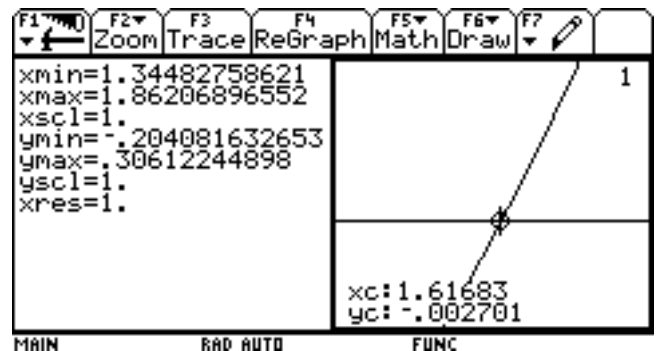 F1 F2 F3 F4 F5 F6 F7
Zoom Trace ReGraph Math Draw
xmin=1.34482758621
xmax=1.86206896552
xscl=1.
ymin=-.204081632653
ymax=.30612244898
yscl=1.
xres=1.
1
xc:1.61683
yc:-.002701
MAIN RAD AUTO FUNC